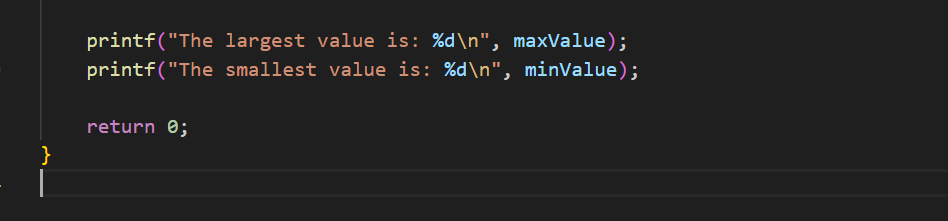 printf("The largest value is: %d\n", maxValue);
printf("The smallest value is: %d\n", minValue);
return 0;
}